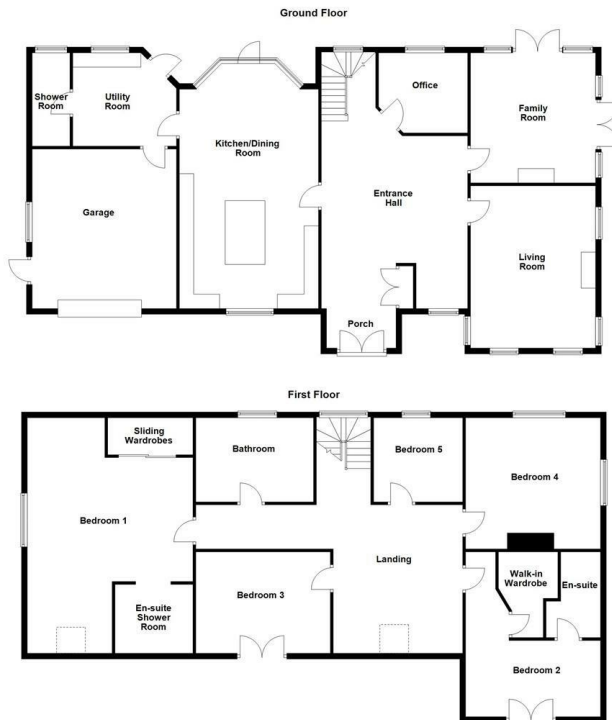 Ground Floor
Shower
Room
Utility
Room
Kitchen/Dining
Room
Office
Family
Room
Garage
Entrance
Hall
Living
Room
Porch
First Floor
Sliding
Wardrobes
Bathroom
Bedroom 5
Bedroom 4
Bedroom 1
Landing
Bedroom 3
En-suite
Shower
Room
Walk-in
Wardrobe
En-suite
Bedroom 2